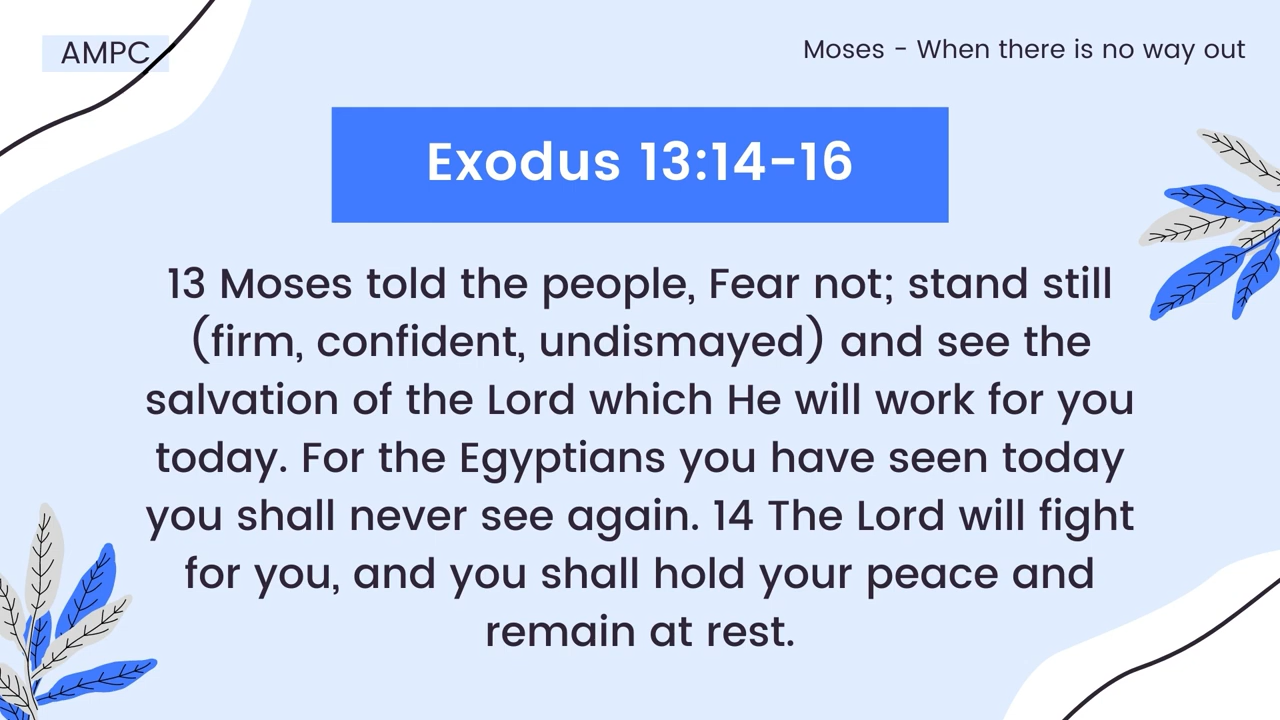 AMPC
Moses - When there is no way out
Exodus 13:14-16
13 Moses told the people, Fear not; stand still
(firm, confident, undismayed) and see the
salvation of the Lord which He will work for you
today. For the Egyptians you have seen today
you shall never see again. 14 The Lord will fight
for you, and you shall hold your peace and
remain at rest.